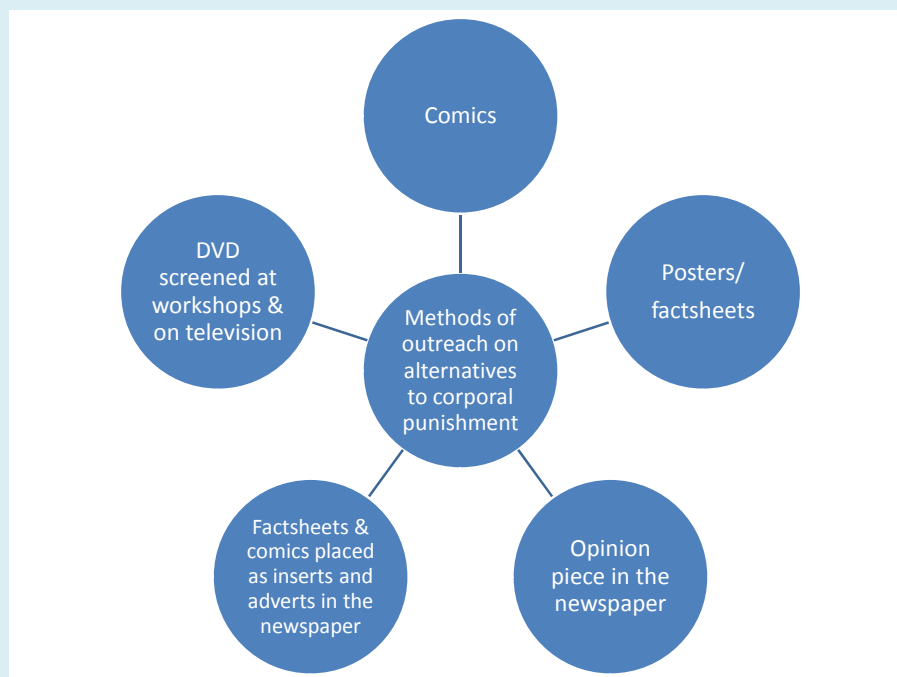 Comics
Posters/
factsheets
DVD
screened at
workshops &
on television
Methods of
outreach on
alternatives
to corporal
punishment
Factsheets &
comics placed
as inserts and
adverts in the
newspaper
Opinion
piece in the
newspaper